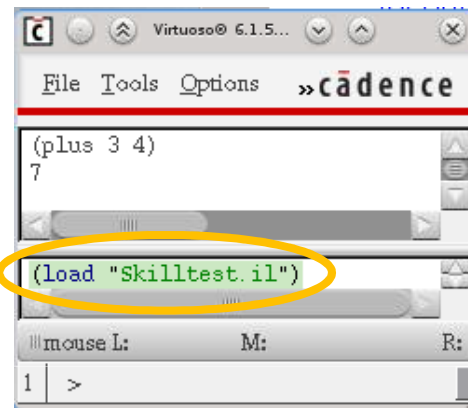 Virtuoso® 6.1.5...
File Tools Options »cādence
(plus 3 4)
7
(load "Skilltest.il")
mouse L: M: R:
1 >